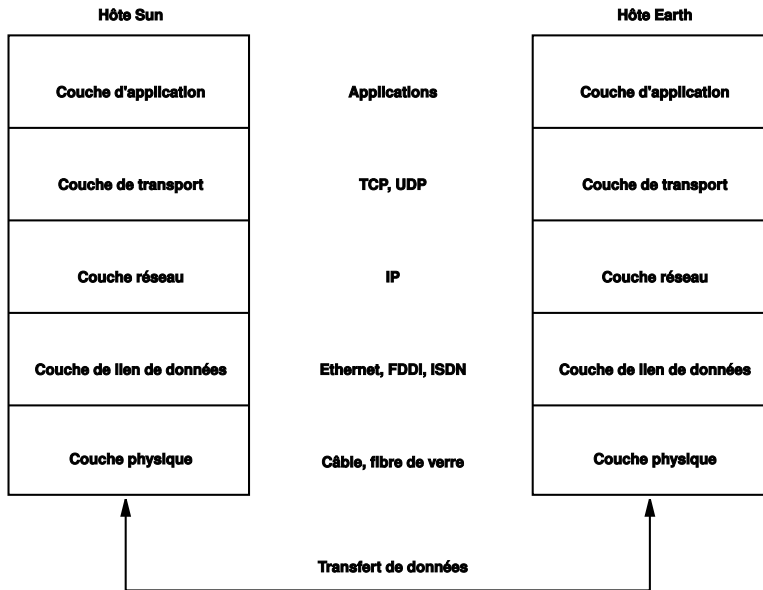 Hôte Sun
Hôte Earth
Couche d'application
Applications
Couche d'application
Couche de transport
TCP, UDP
Couche de transport
Couche réseau
IP
Couche réseau
Couche de lien de données
Ethernet, FDDI, ISDN
Couche de lien de données
Couche physique
Câble, fibre de verre
Couche physique
Transfert de données